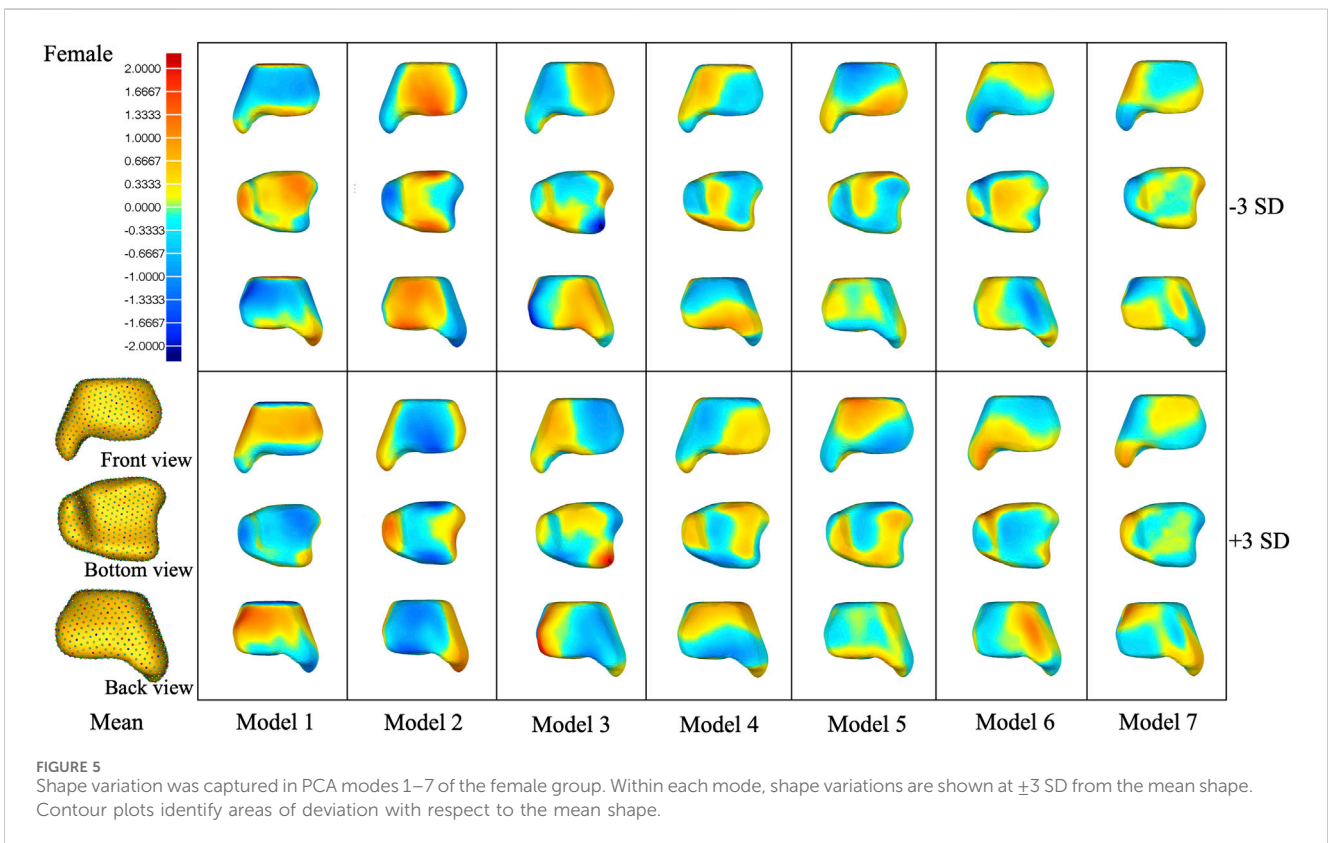 Female
2.0000
1.6667
1.3333
1.0000
0.6667
0.3333
0.0000
-0.3333
-0.6667
-1.0000
-1.3333
-1.6667
-2.0000
-3 SD
Front view
Bottom view
+3 SD
Back view
Mean Model 1 Model 2 Model 3 Model 4 Model 5 Model 6 Model 7
FIGURE 5
Shape variation was captured in PCA modes 1–7 of the female group. Within each mode, shape variations are shown at ±3 SD from the mean shape.
Contour plots identify areas of deviation with respect to the mean shape.